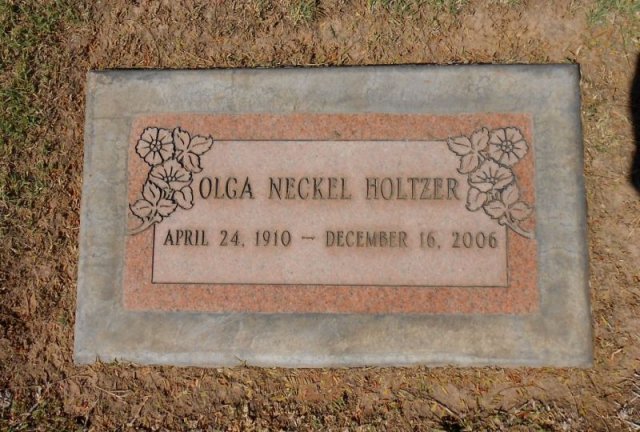 OLGA NECKEL HOLTZER
APRIL 24, 1910 – DECEMBER 16, 2006